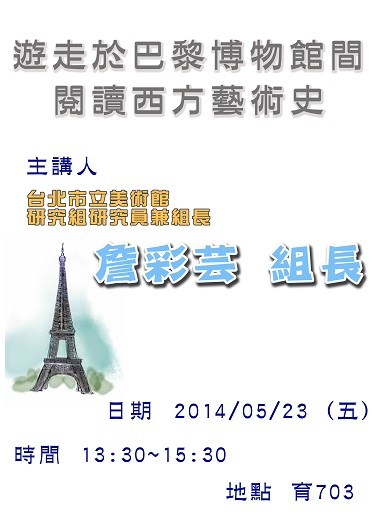 遊走於巴黎博物館間
閱讀西方藝術史
主講人
台北市立美術館
研究組研究員兼組長
詹彩芸 組長
日期 2014/05/23 (五)
時間 13:30~15:30
地點 育703